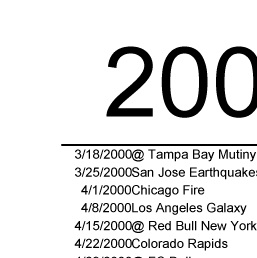 200
3/18/2000@ Tampa Bay Mutiny
3/25/2000San Jose Earthquakes
4/1/2000Chicago Fire
4/8/2000Los Angeles Galaxy
4/15/2000@ Red Bull New York
4/22/2000Colorado Rapids